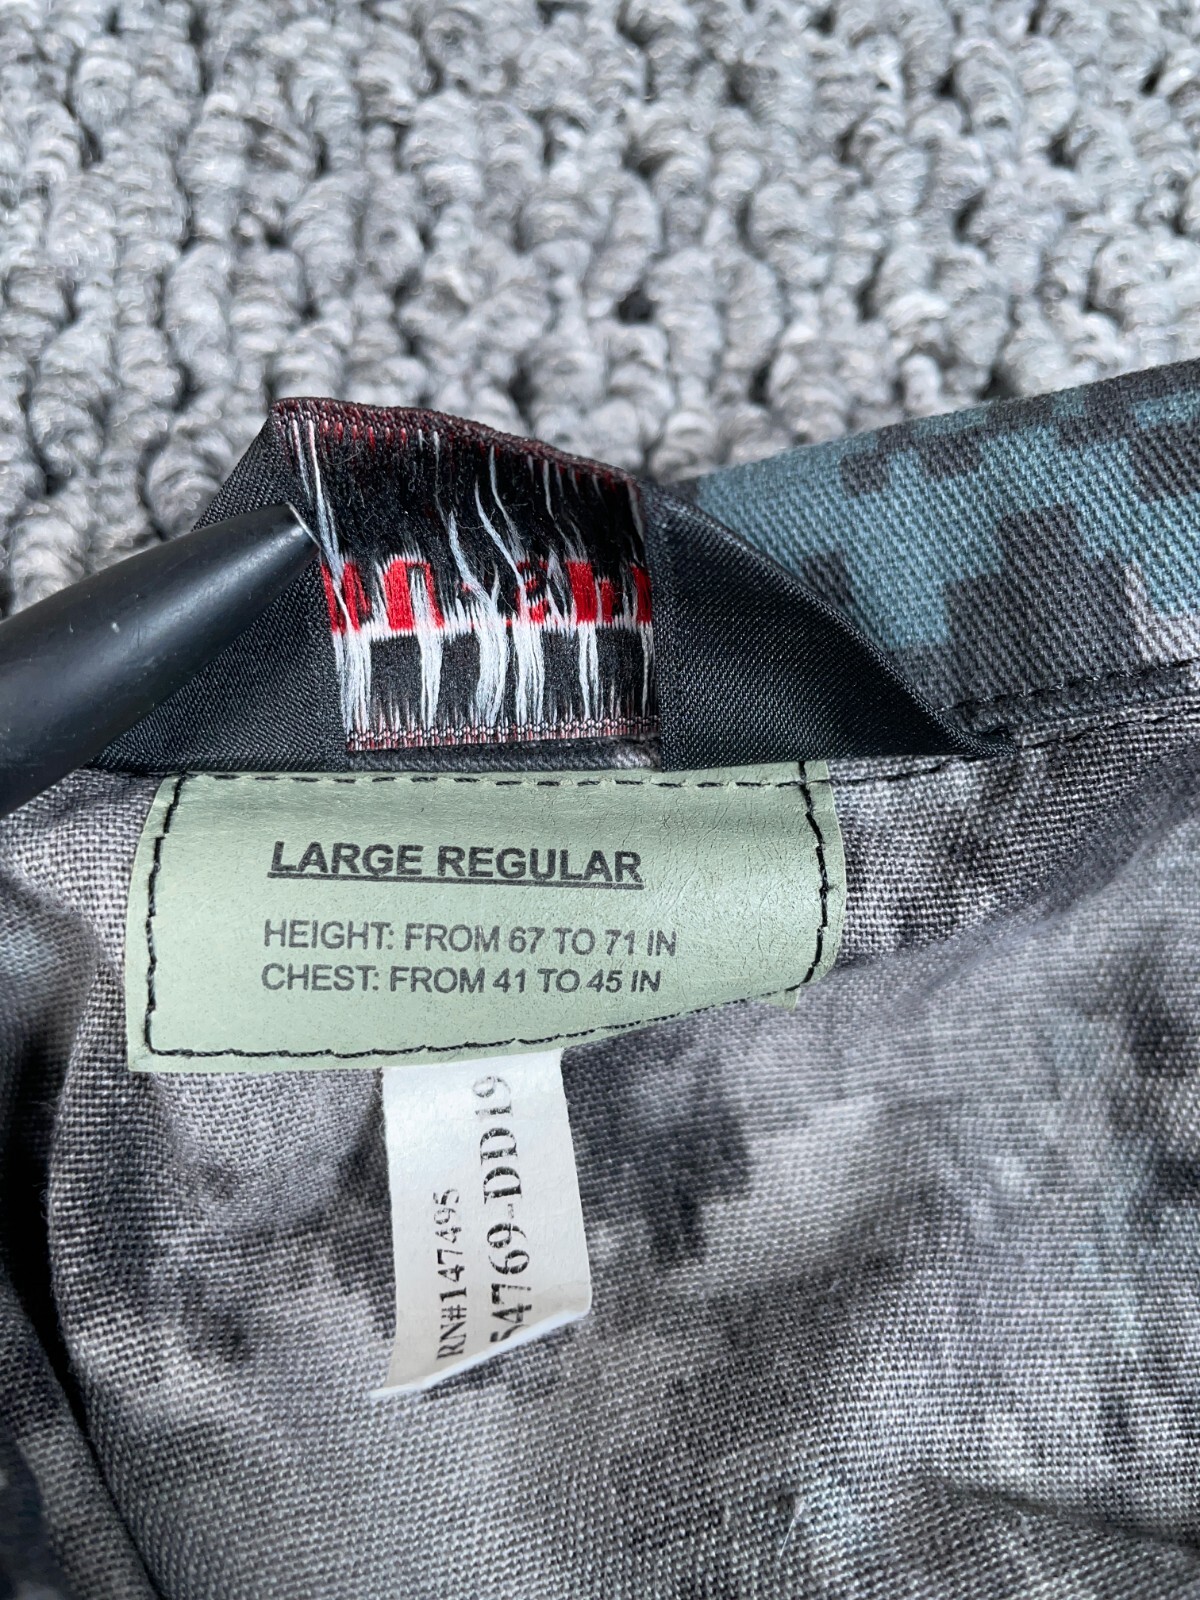 LARGE REGULAR
HEIGHT: FROM 67 TO 71 IN
CHEST: FROM 41 TO 45 IN
RN#147495
54769-DD19